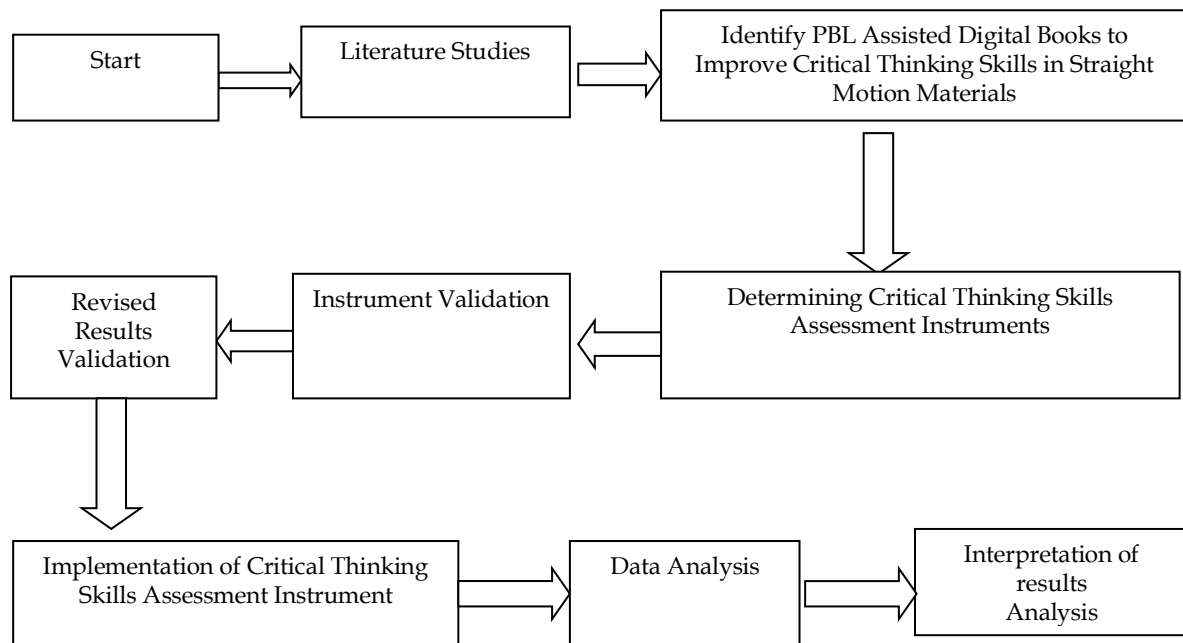 Start
Literature Studies
Identify PBL Assisted Digital Books to
Improve Critical Thinking Skills in Straight
Motion Materials
Determining Critical Thinking Skills
Assessment Instruments
Instrument Validation
Revised
Results
Validation
Implementation of Critical Thinking
Skills Assessment Instrument
Data Analysis
Interpretation of
results
Analysis